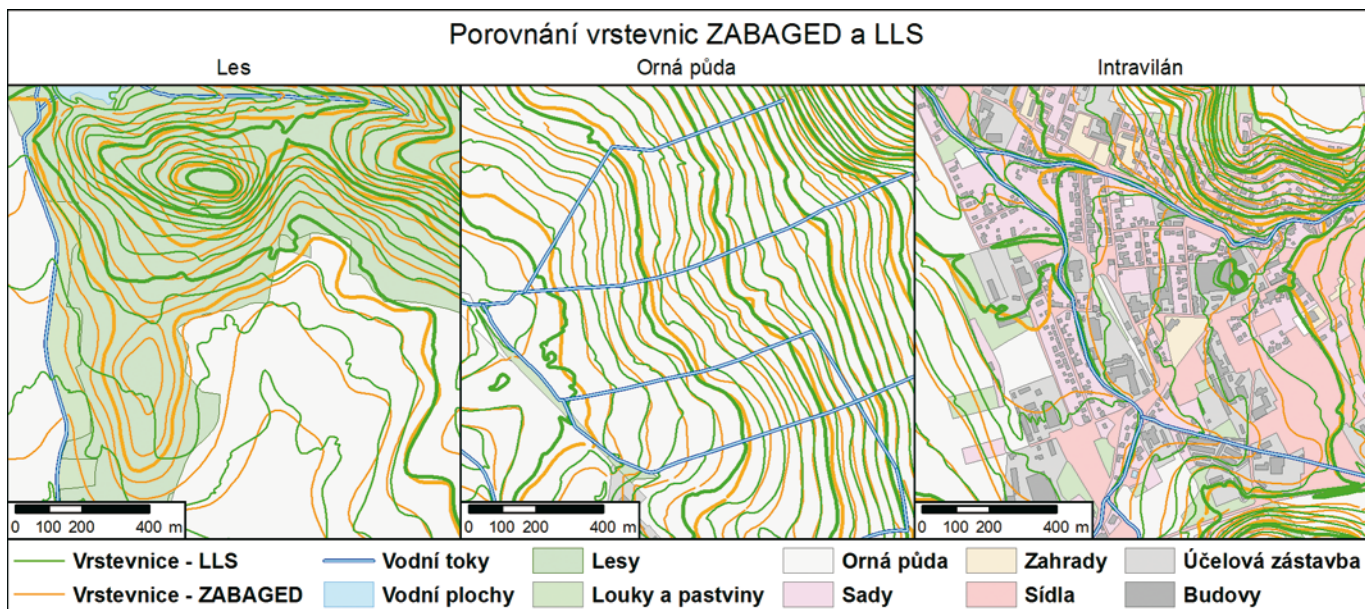 Porovnání vrstevnic ZABAGED a LLS
Les
Orná půda
Intravilán
0 100 200 400 m
0 100 200 400 m
0 100 200 400 m
Vrstevnice - LLS
Vodní toky
Lesy
Orná půda
Zahrady
Účelová zástavba
Vrstevnice - ZABAGED
Vodní plochy
Louky a pastviny
Sady
Sídla
Budovy